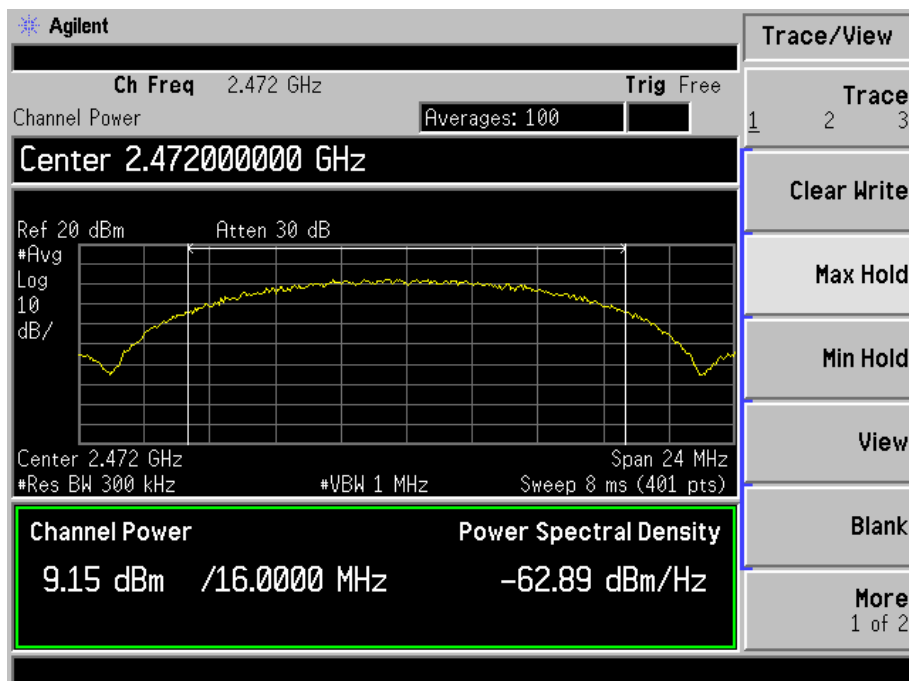 Agilent
Trace/View
Ch Freq 2.472 GHz Trig Free
Channel Power Averages: 100
Trace
1 2 3
Center 2.472000000 GHz
Clear Write
Ref 20 dBm Atten 30 dB
#Avg
Log
10
dB/
Max Hold
Min Hold
View
Center 2.472 GHz Span 24 MHz
#Res BW 300 kHz #VBW 1 MHz Sweep 8 ms (401 pts)
Channel Power Power Spectral Density
Blank
9.15 dBm /16.0000 MHz -62.89 dBm/Hz
More
1 of 2